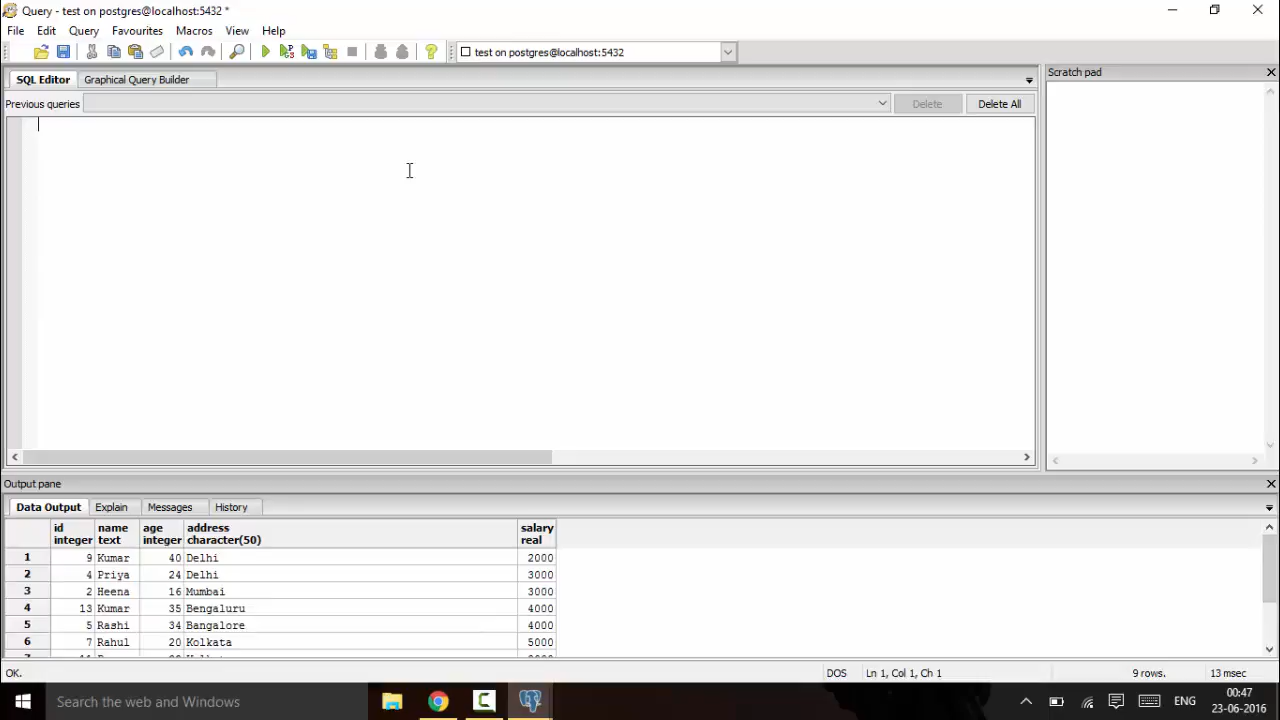 Query - test on postgres@localhost:5432 *
File Edit Query Favourites Macros View Help
test on postgres@localhost:5432
SQL Editor Graphical Query Builder
Scratch pad
Previous queries Delete Delete All
Output pane
Data Output Explain Messages History
id name age address salary
integer text integer character(50) real
1 9 Kumar 40 Delhi 2000
2 4 Priya 24 Delhi 3000
3 2 Heena 16 Mumbai 3000
4 13 Kumar 35 Bengaluru 4000
5 5 Rashi 34 Bangalore 4000
6 7 Rahul 20 Kolkata 5000
OK. DOS Ln 1, Col 1, Ch 1 9 rows. 13 msec
Search the web and Windows ENG 00:47
23-06-2016